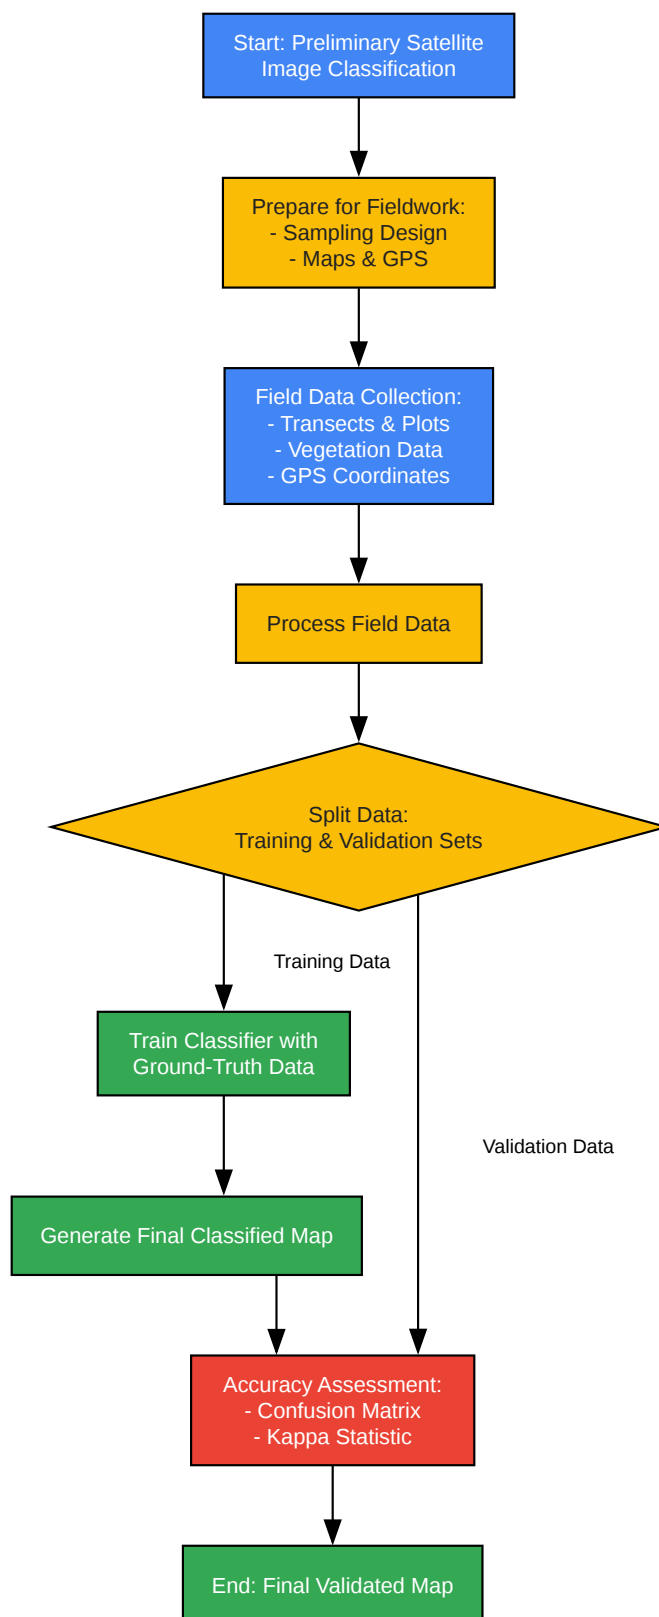 Start: Preliminary Satellite
Image Classification
Prepare for Fieldwork:
- Sampling Design
- Maps & GPS
Field Data Collection:
- Transects & Plots
- Vegetation Data
- GPS Coordinates
Process Field Data
Split Data:
Training & Validation Sets
Training Data
Train Classifier with
Ground-Truth Data
Validation Data
Generate Final Classified Map
Accuracy Assessment:
- Confusion Matrix
- Kappa Statistic
End: Final Validated Map